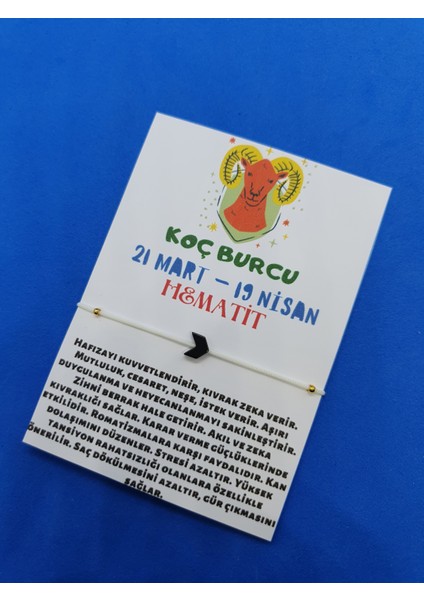 KOÇ BURCU
21 MART – 19 NİSAN
HEMATİT
HAFIZAYI KUVVETLENDİRİR, KIVRAK ZEKA VERİR.
MUTLULUK, CESARET, NEŞE, İSTEK VERİR. AŞIRI
DUYGULANMA VE HEYECANLANMAYI SAKİNLEŞTİRİR.
ZİHNİ BERRAK HALE GETİRİR. AKIL VE ZEKA
KIVRAKLIĞI SAĞLAR. KARAR VERME GÜÇLÜKLERİNDE
ETKİLİDİR. ROMATİZMALARA KARŞI FAYDALIDIR. KAN
DOLAŞIMINI DÜZENLER. STRESİ AZALTIR. YÜKSEK
TANSİYON RAHATSIZLIĞI OLANLARA ÖZELLİKLE
ÖNERİLİR. SAÇ DÖKÜLMESİNİ AZALTIR, GÜR ÇIKMASINI
SAĞLAR.